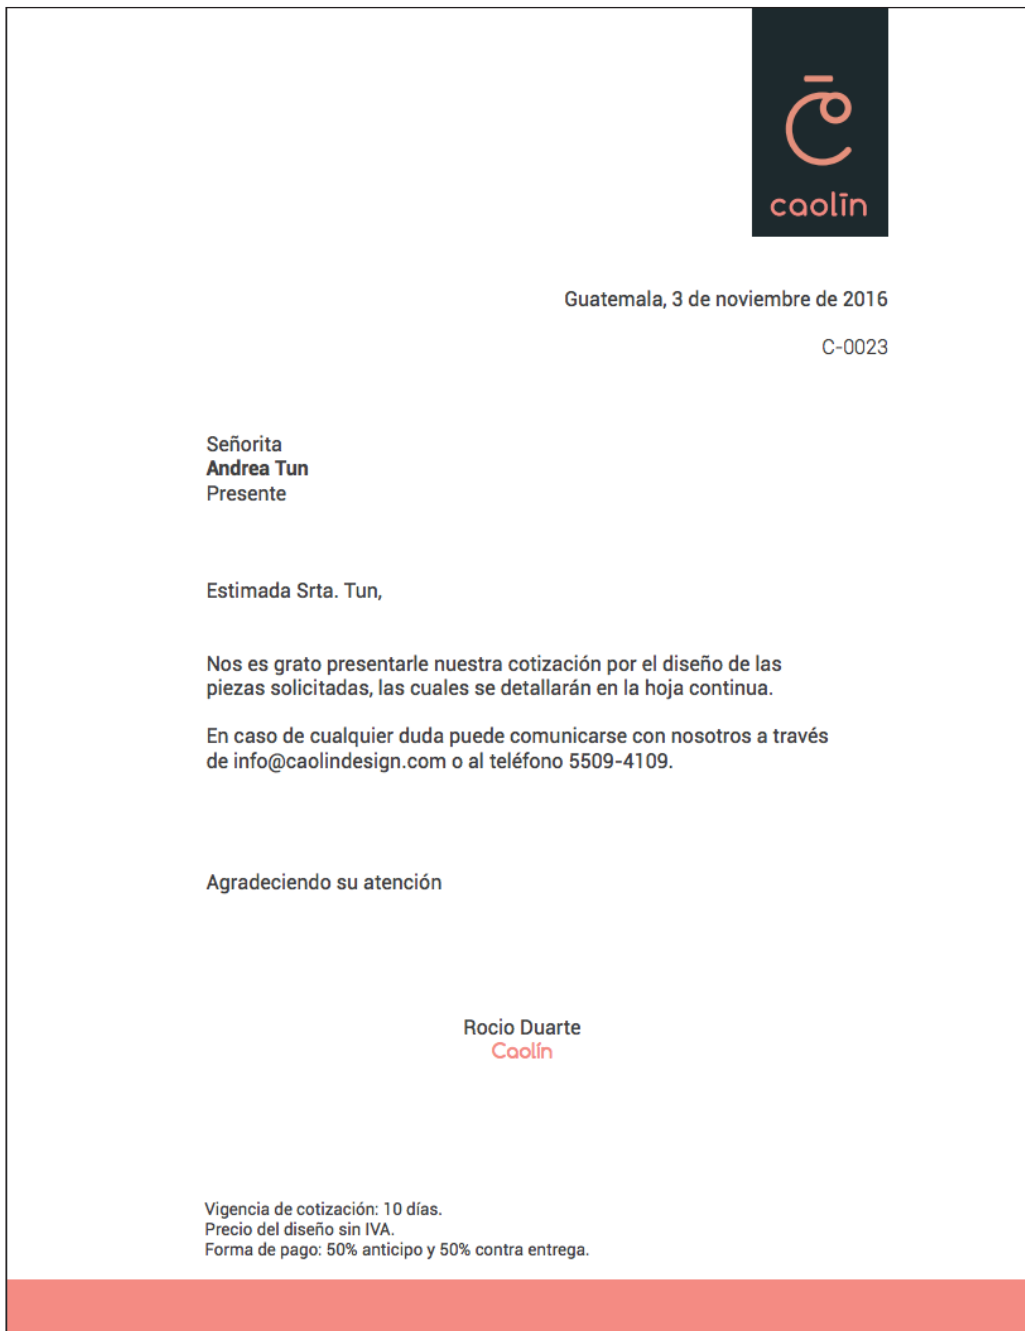 caolīn
Guatemala, 3 de noviembre de 2016
C-0023
Señorita
Andrea Tun
Presente
Estimada Srta. Tun,
Nos es grato presentarle nuestra cotización por el diseño de las
piezas solicitadas, las cuales se detallarán en la hoja continua.
En caso de cualquier duda puede comunicarse con nosotros a través
de info@caolindesign.com o al teléfono 5509-4109.
Agradeciendo su atención
Rocio Duarte
Caolín
Vigencia de cotización: 10 días.
Precio del diseño sin IVA.
Forma de pago: 50% anticipo y 50% contra entrega.